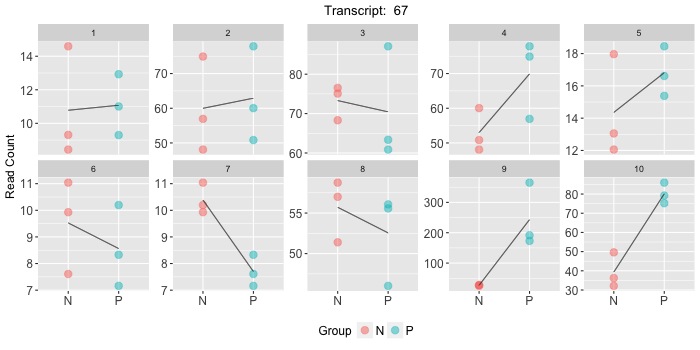 Transcript: 67
Read Count
1 2 3 4 5
14 12 10
70 60 50
80 70 60
70 60 50
18 16 14 12
6 7 8 9 10
11 10 9 8 7
11 10 9 8 7
55 50
300 200 100
80 70 60 50 40 30
N P N P N P N P N P
Group N P